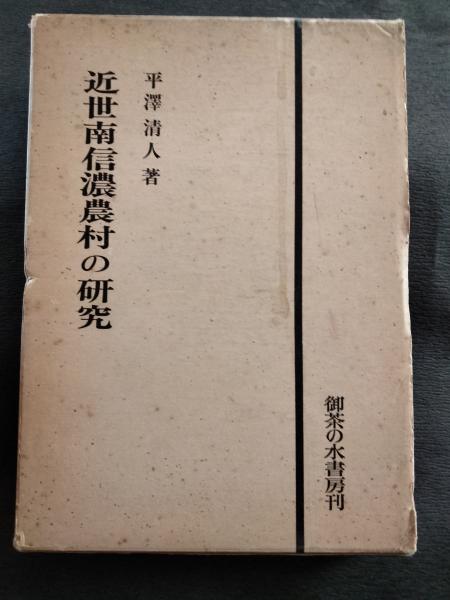 近世南信濃農村の研究
平澤清人著
御茶の水書房刊